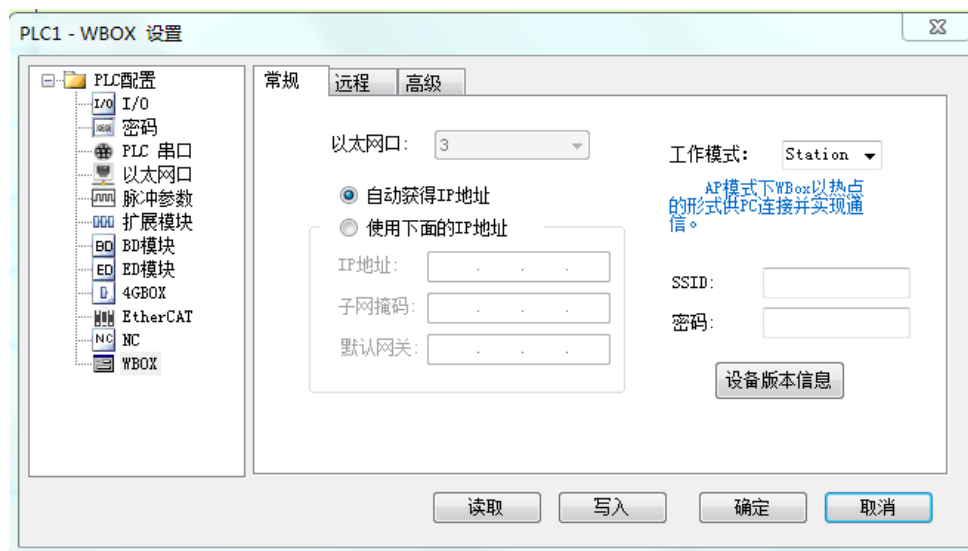 PLC1 - WBOX 设置
PLC配置
I/O I/O
密码
PLC 串口
以太网口
脉冲参数
扩展模块
BD BD模块
ED ED模块
4GBOX
EtherCAT
NC NC
WBOX
常规 远程 高级
以太网口: 3
自动获得IP地址
使用下面的IP地址
IP地址: . . .
子网掩码: . . .
默认网关: . . .
工作模式: Station
AP模式下WBox以热点
的形式供PC连接并实现通
信。
SSID:
密码:
设备版本信息
读取 写入 确定 取消